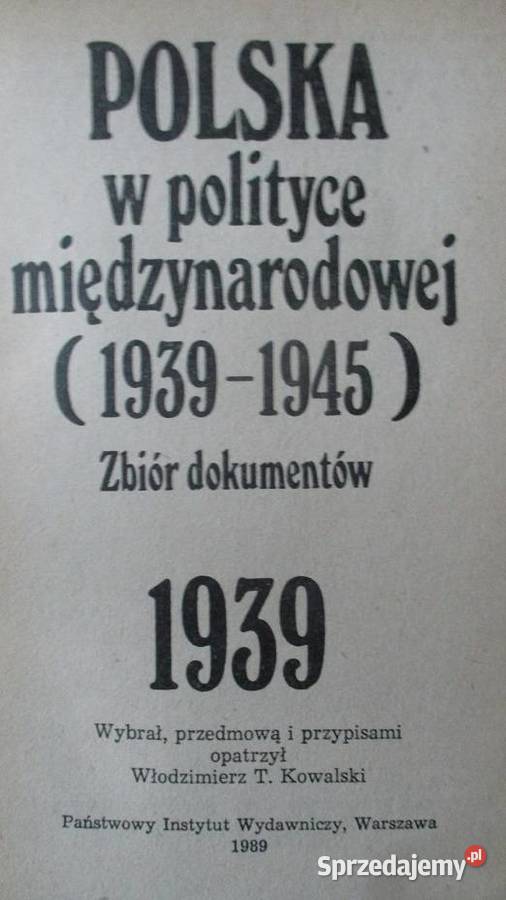 POLSKA
w polityce
międzynarodowej
(1939–1945)
Zbiór dokumentów
1939
Wybrał, przedmową i przypisami
opatrzył
Włodzimierz T. Kowalski
Państwowy Instytut Wydawniczy, Warszawa
1989
Sprzedajemy.pl